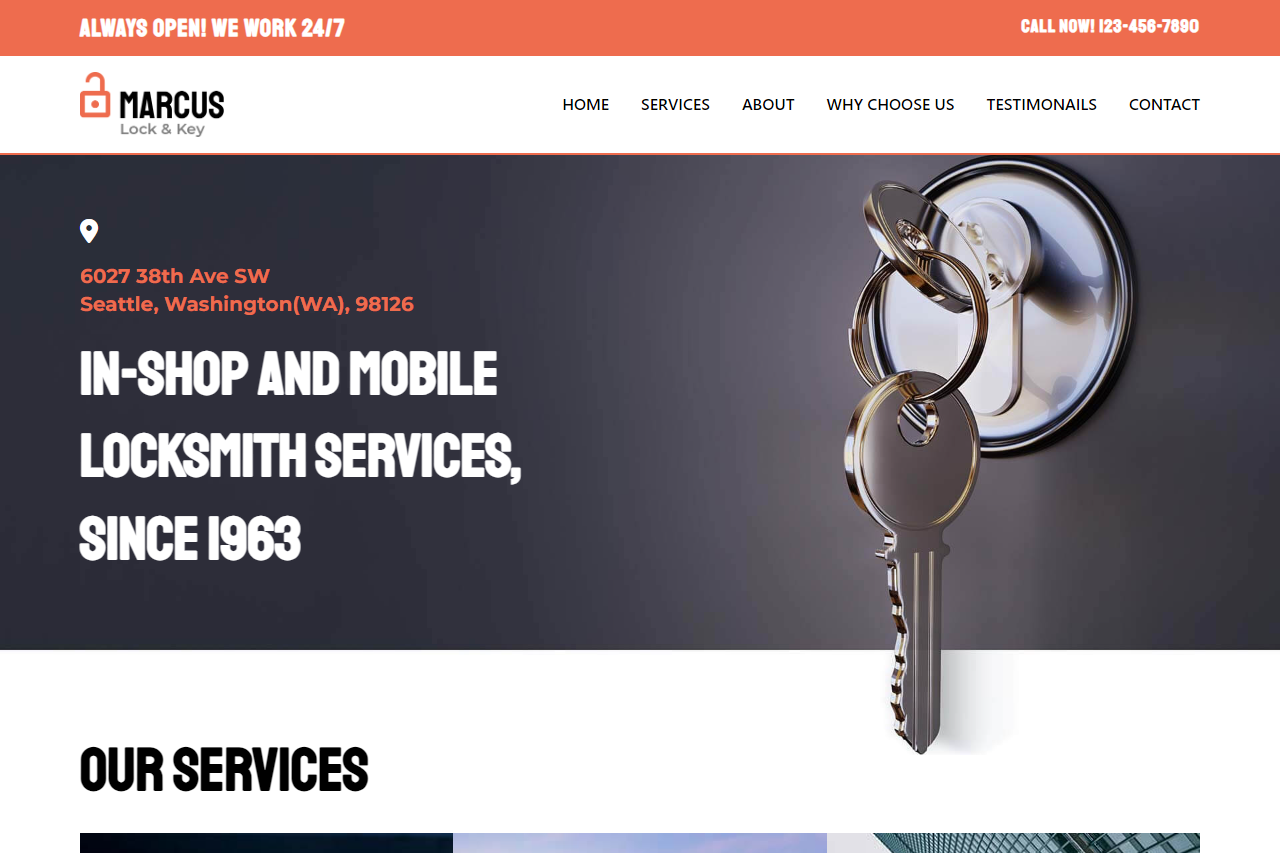 ALWAYS OPEN! WE WORK 24/7
CALL NOW! 123-456-7890
MARCUS
Lock & Key
HOME
SERVICES
ABOUT
WHY CHOOSE US
TESTIMONAILS
CONTACT
6027 38th Ave SW
Seattle, Washington(WA), 98126
IN-SHOP AND MOBILE
LOCKSMITH SERVICES,
SINCE 1963
OUR SERVICES